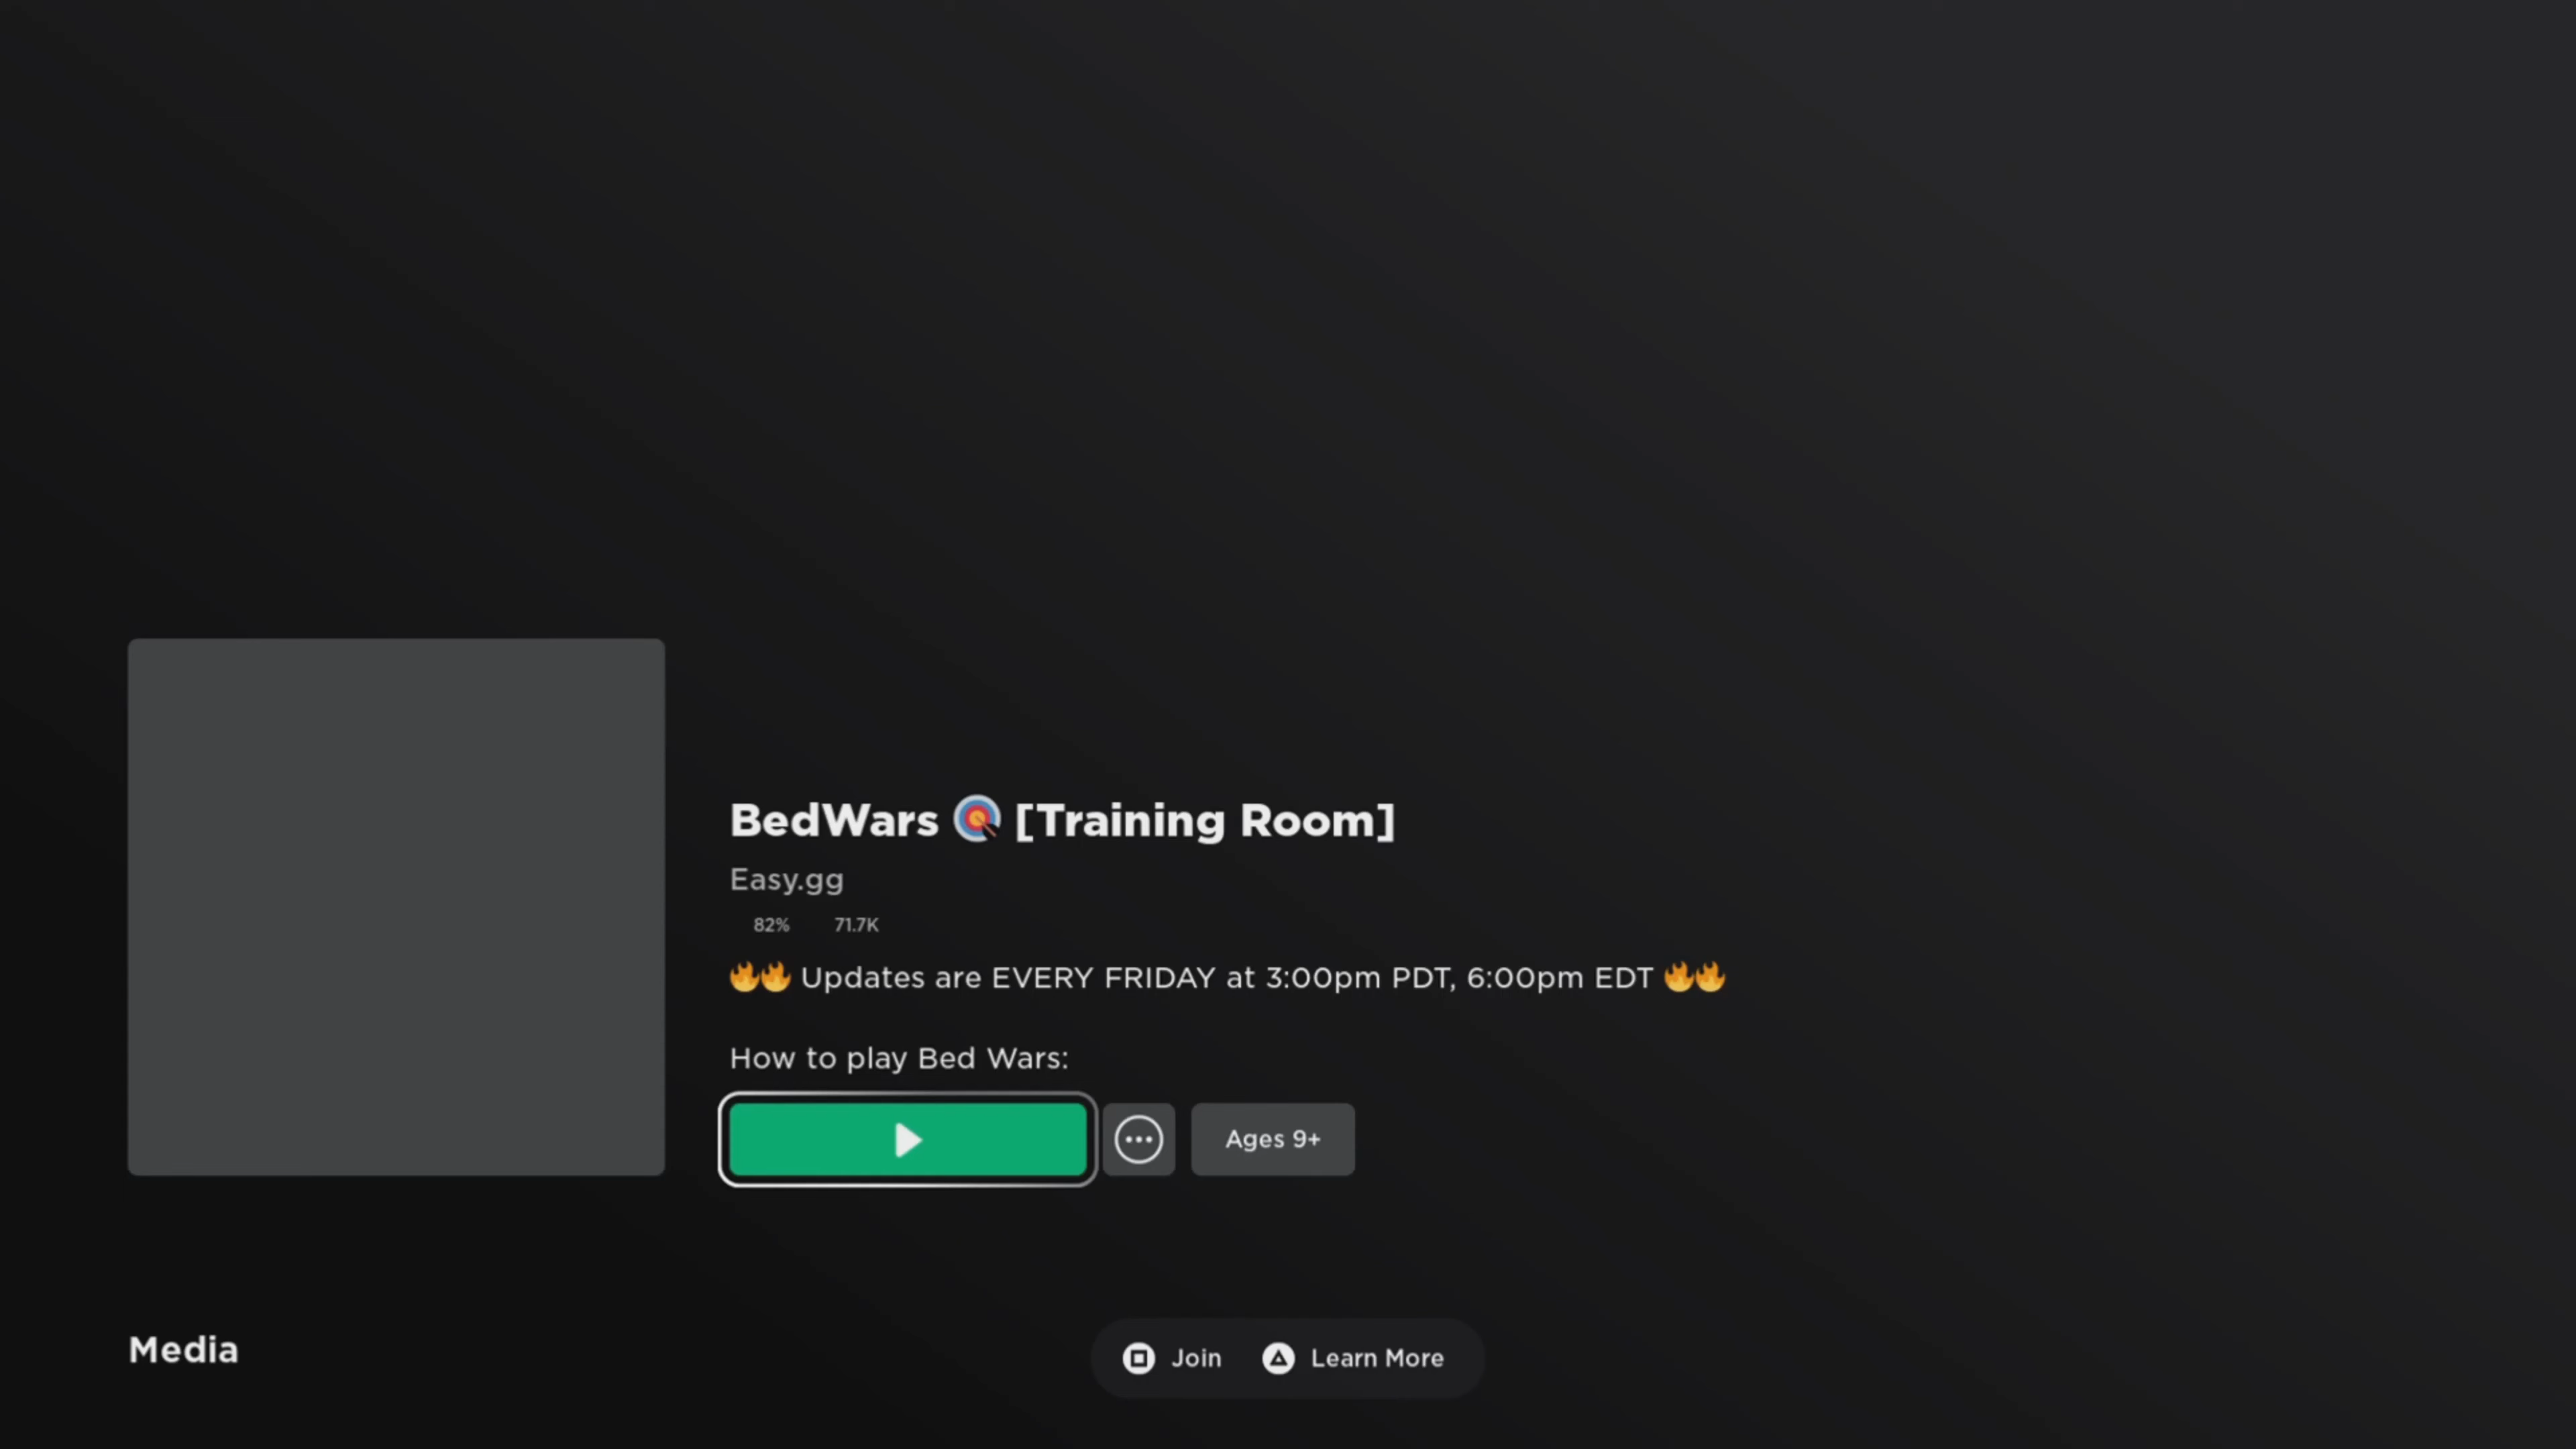 BedWars 🎯 [Training Room]
Easy.gg
82% 71.7K
🔥🔥 Updates are EVERY FRIDAY at 3:00pm PDT, 6:00pm EDT 🔥🔥
How to play Bed Wars:
Ages 9+
Media
Join Learn More